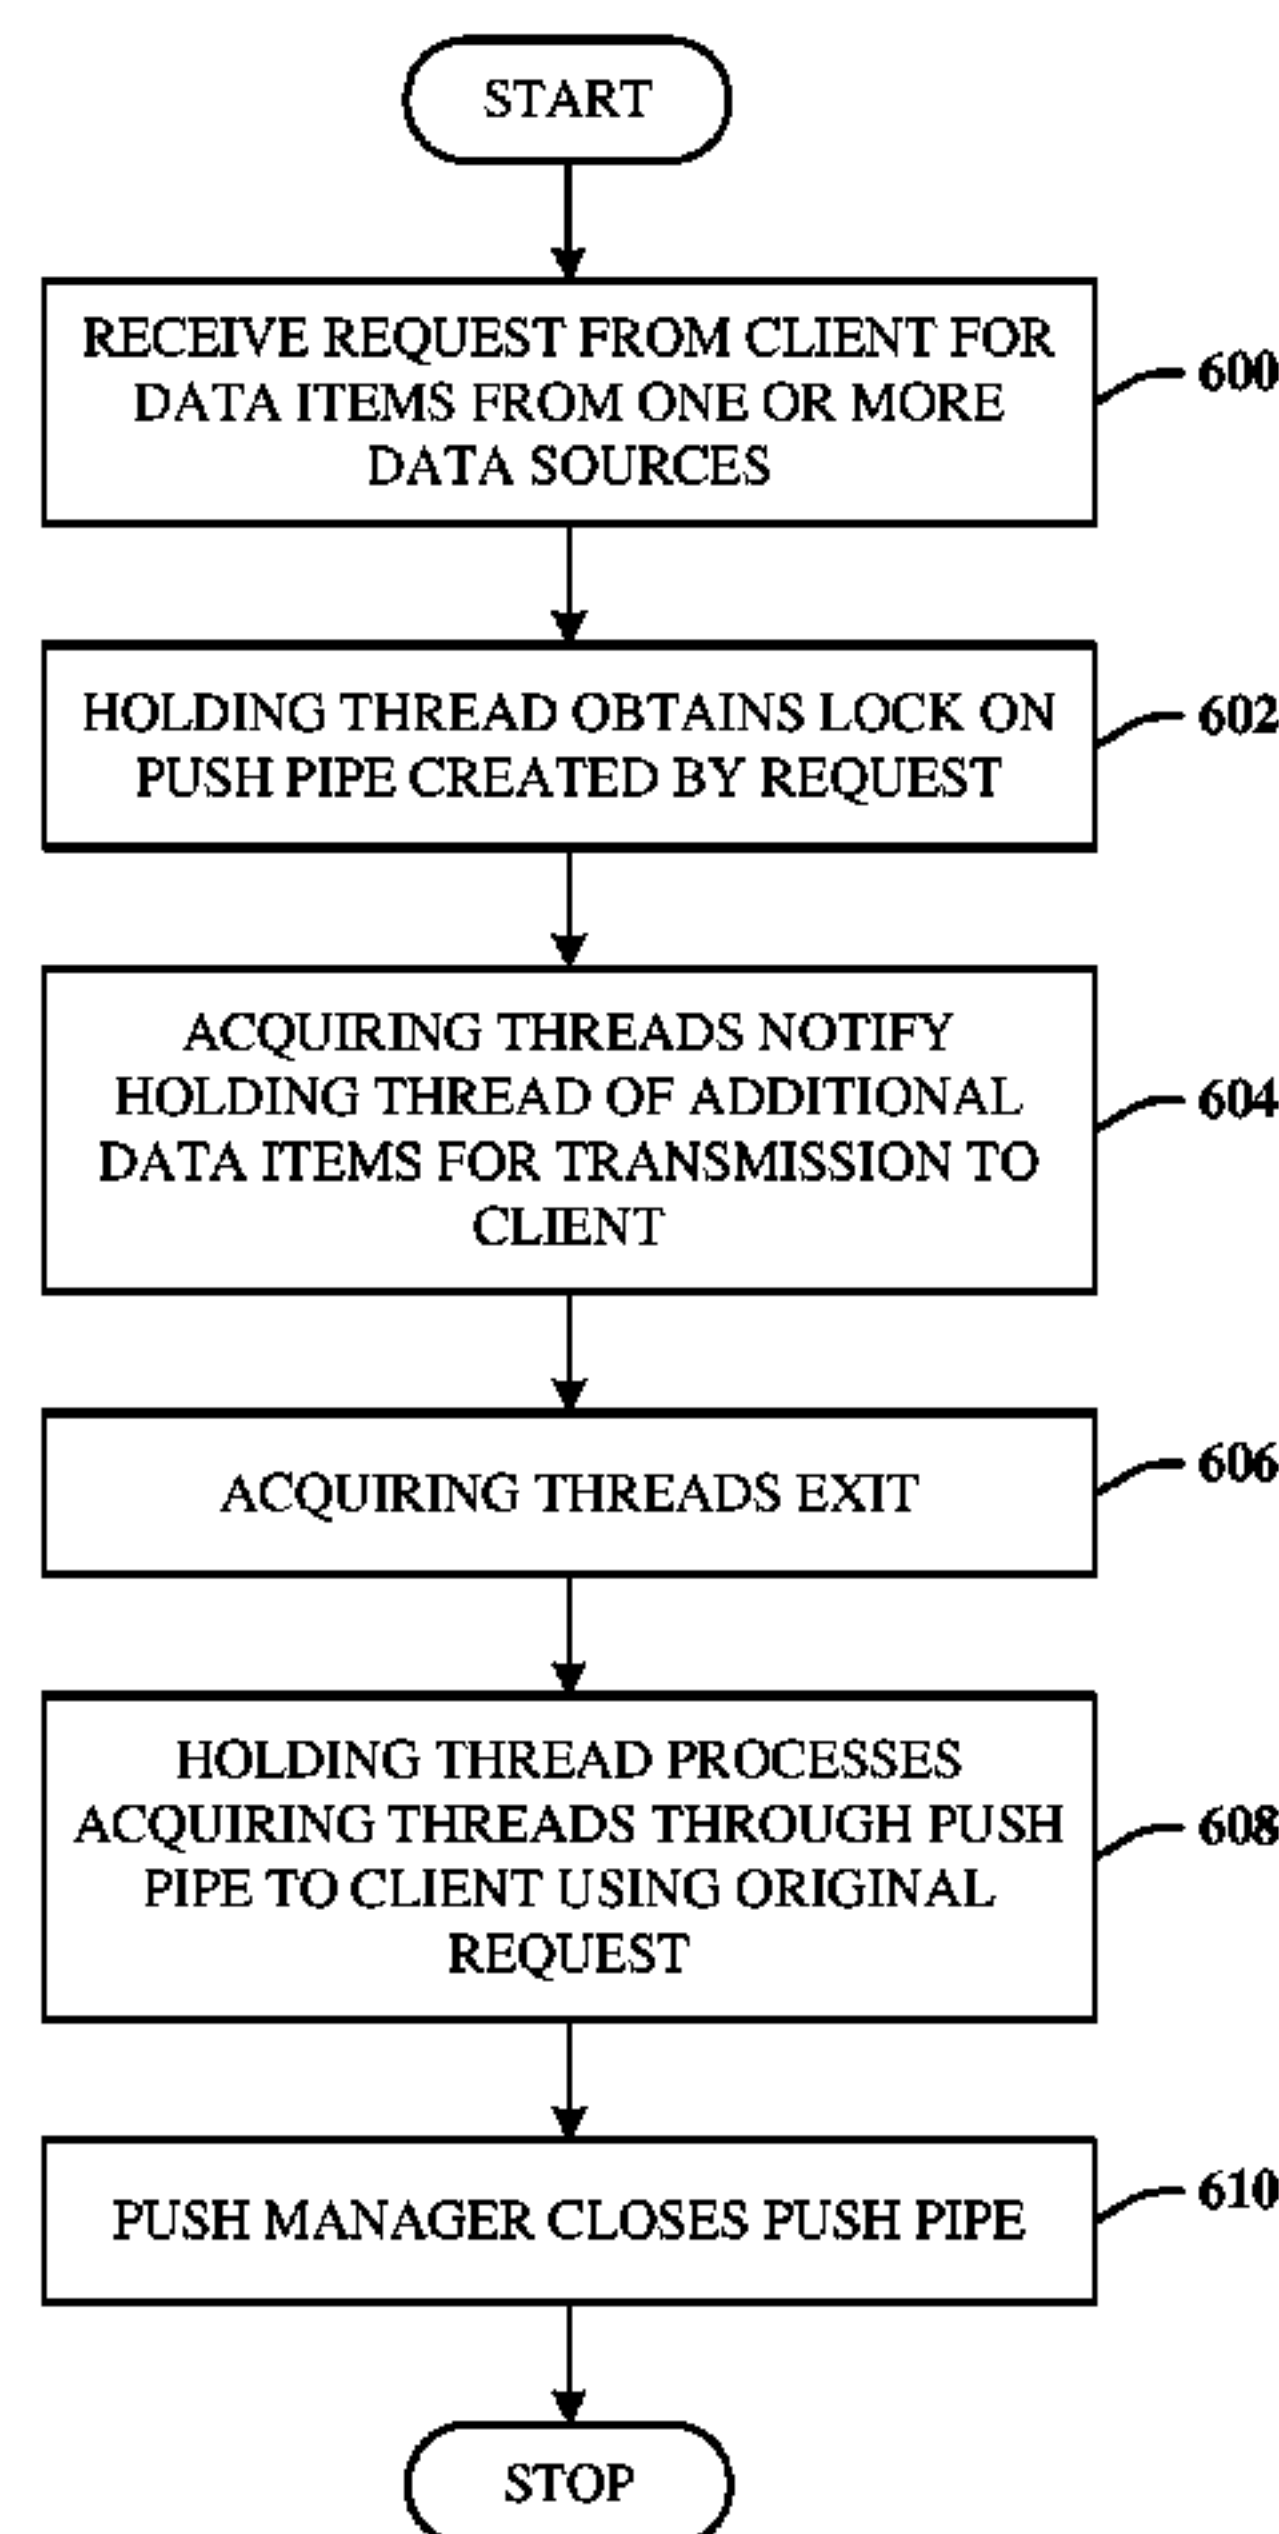 START
RECEIVE REQUEST FROM CLIENT FOR
DATA ITEMS FROM ONE OR MORE
DATA SOURCES
600
HOLDING THREAD OBTAINS LOCK ON
PUSH PIPE CREATED BY REQUEST
602
ACQUIRING THREADS NOTIFY
HOLDING THREAD OF ADDITIONAL
DATA ITEMS FOR TRANSMISSION TO
CLIENT
604
ACQUIRING THREADS EXIT
606
HOLDING THREAD PROCESSES
ACQUIRING THREADS THROUGH PUSH
PIPE TO CLIENT USING ORIGINAL
REQUEST
608
PUSH MANAGER CLOSES PUSH PIPE
610
STOP